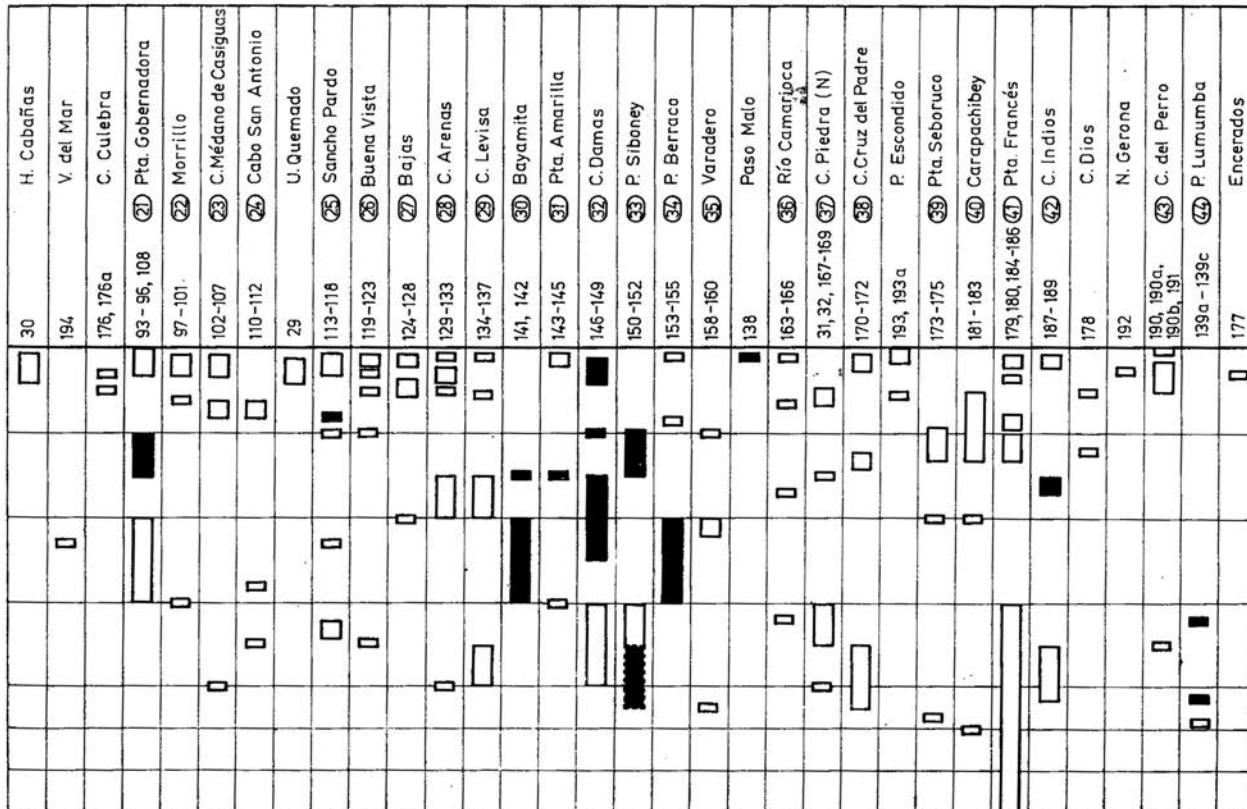 H. Cabañas
30
V. del Mar
194
C. Culebra
176, 176a
21 Pta. Gobernadora
93 - 96, 108
22 Morrillo
97-101
23 C. Médano de Casiguas
102-107
24 Cabo San Antonio
110-112
U. Quemado
29
25 Sancho Pardo
113-118
26 Buena Vista
119-123
27 Bajas
124-128
28 C. Arenas
129-133
29 C. Levisa
134-137
30 Bayamita
141, 142
31 Pta. Amarilla
143-145
32 C. Damas
146-149
33 P. Siboney
150-152
34 P. Berraco
153-155
35 Varadero
158-160
Paso Malo
138
36 Río Camarioca
163-166
37 C. Piedra (N)
31, 32, 167-169
38 C. Cruz del Padre
170-172
P. Escondido
193, 193a
39 Pta. Seboruco
173-175
40 Carapachibey
181-183
41 Pta. Francés
179, 180, 184-186
42 C. Indios
187-189
C. Dios
178
N. Gerona
192
43 C. del Perro
190, 190a,
190b, 191
44 P. Lumumba
139a-139c
Encerados
177